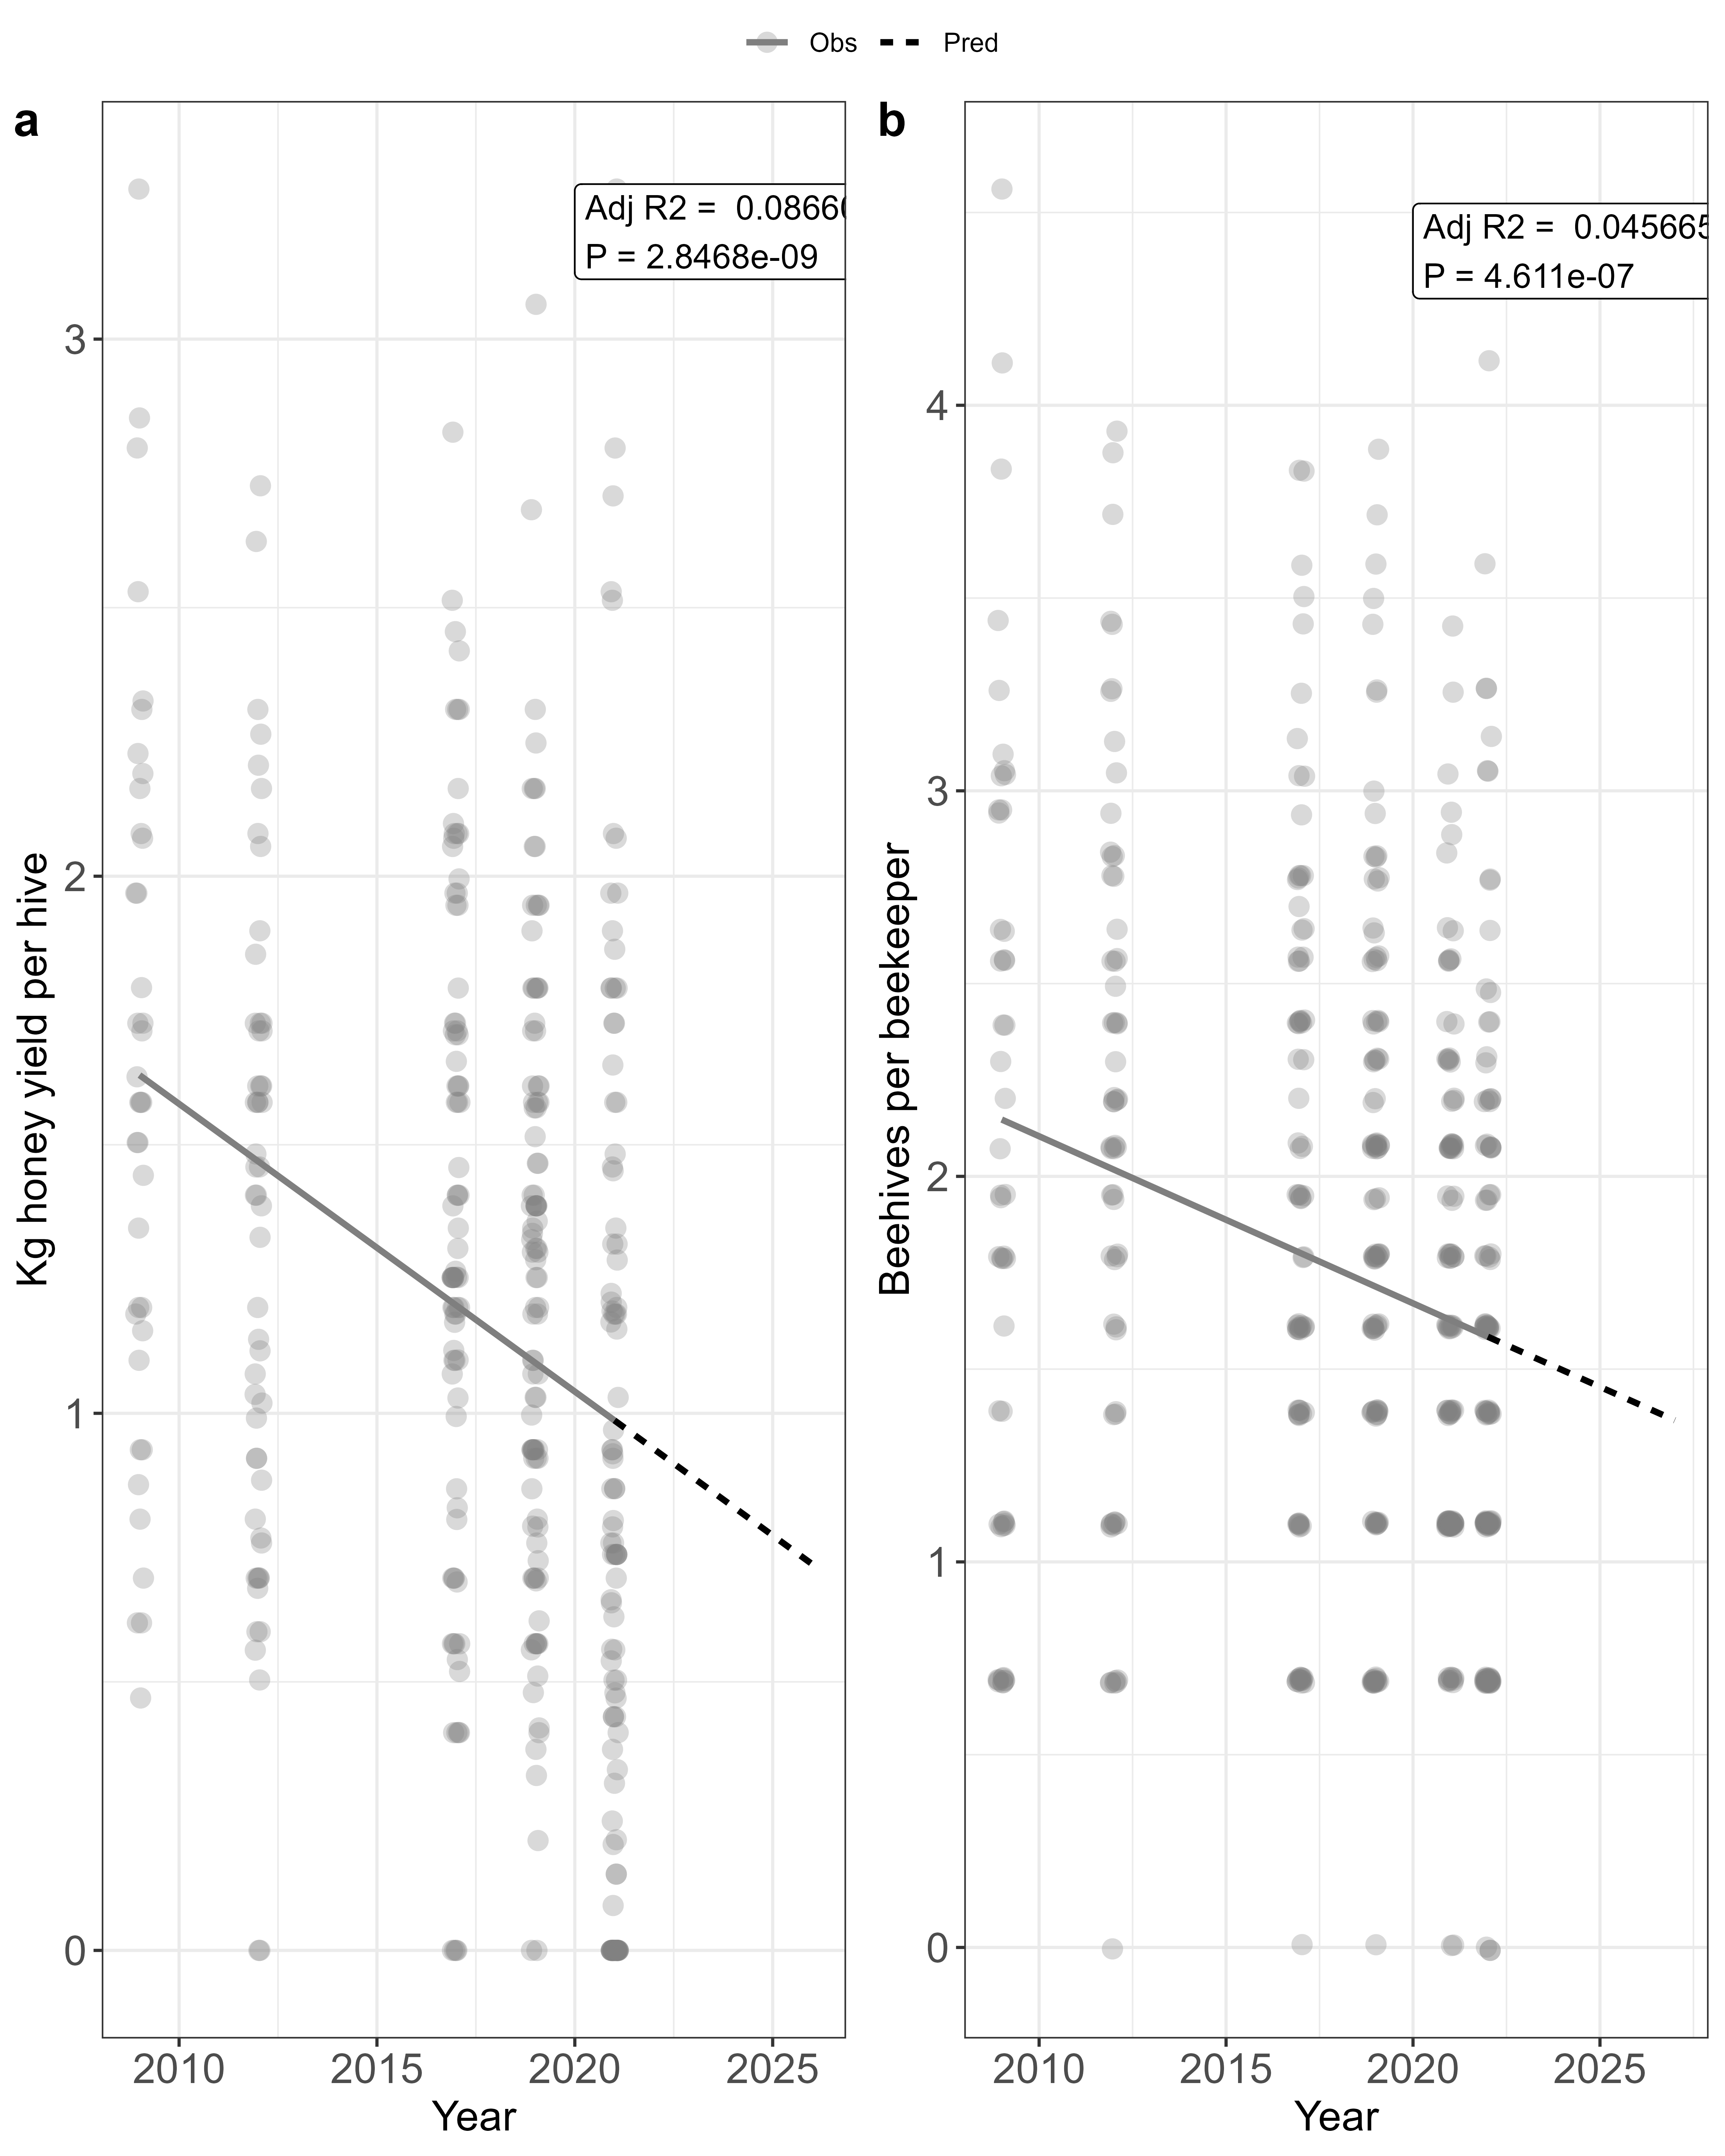 Obs Pred
a
Adj R2 = 0.0866
P = 2.8468e-09
3
2
1
0
Kg honey yield per hive
2010 2015 2020 2025
Year
b
Adj R2 = 0.045665
P = 4.611e-07
4
3
2
1
0
Beehives per beekeeper
2010 2015 2020 2025
Year